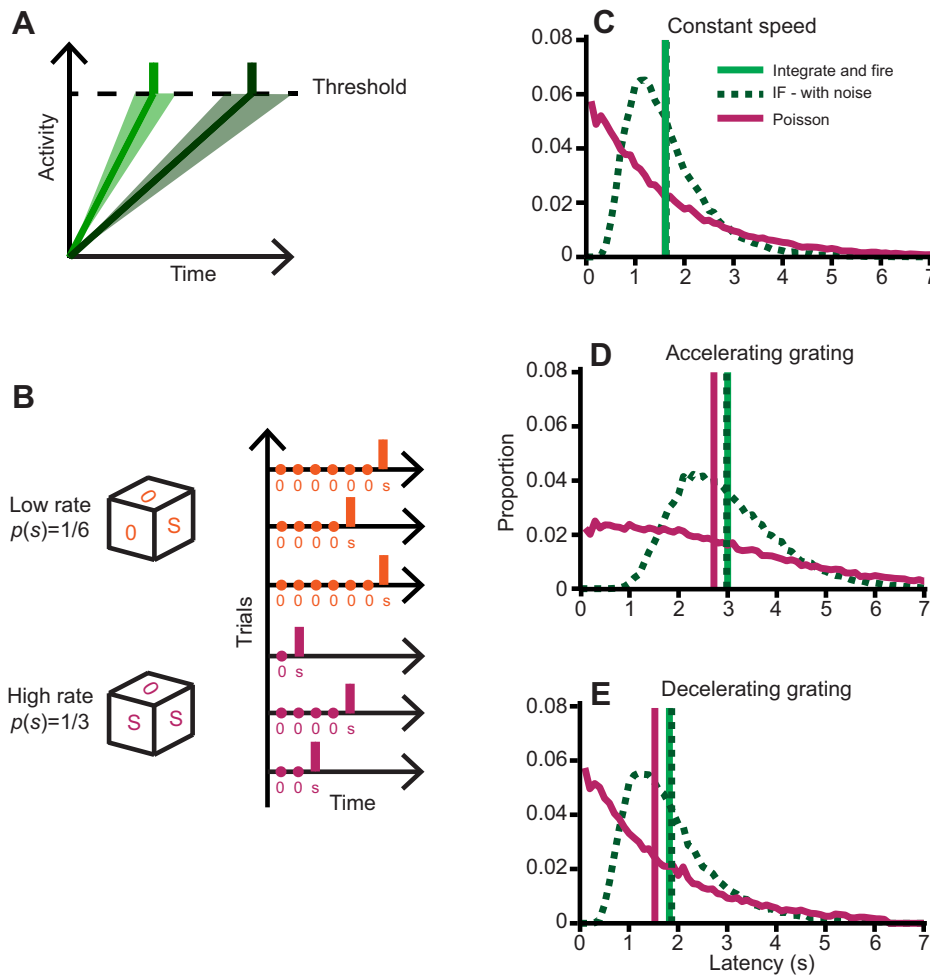 A
Threshold
Activity
Time
B
Low rate
p(s)=1/6
0
0
S
High rate
p(s)=1/3
0
S
S
Trials
0 0 0 0 0 0 s
0 0 0 0 s
0 0 0 0 0 0 s
0 s
0 0 0 0 s
0 0 s
Time
C
Constant speed
Integrate and fire
IF - with noise
Poisson
0.08
0.06
0.04
0.02
0
0 1 2 3 4 5 6 7
D
Accelerating grating
Proportion
0.08
0.06
0.04
0.02
0
0 1 2 3 4 5 6 7
E
Decelerating grating
0.08
0.06
0.04
0.02
0
0 1 2 3 4 5 6 7
Latency (s)